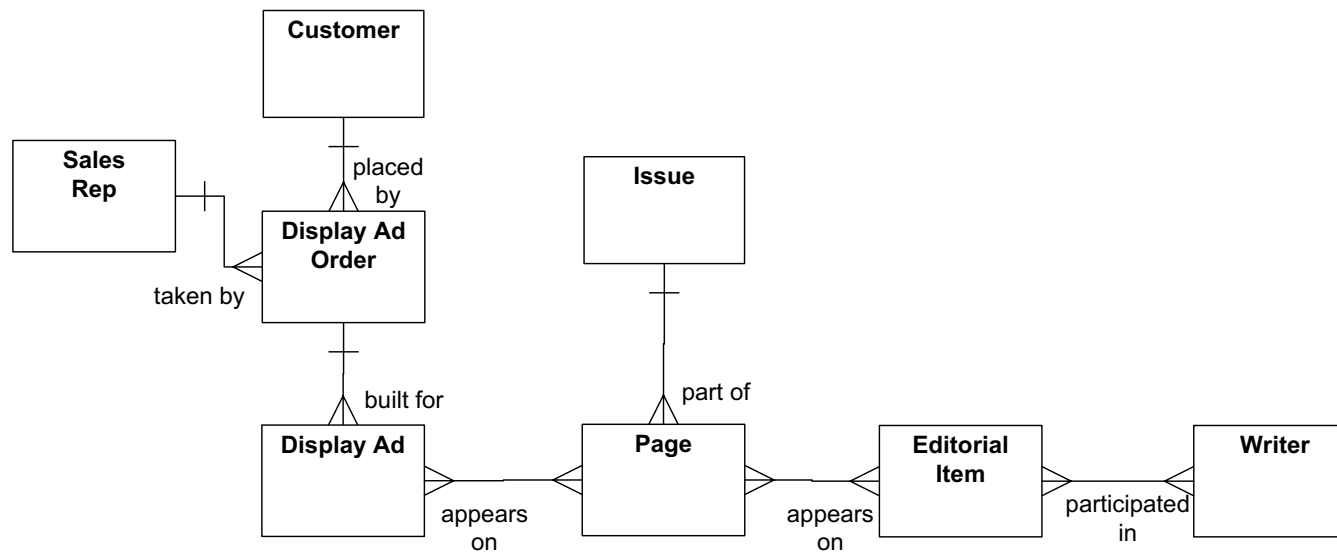 Customer
Sales
Rep
placed
by
Issue
Display Ad
Order
taken by
built for
part of
Display Ad
Page
Editorial
Item
Writer
appears
on
appears
on
participated
in